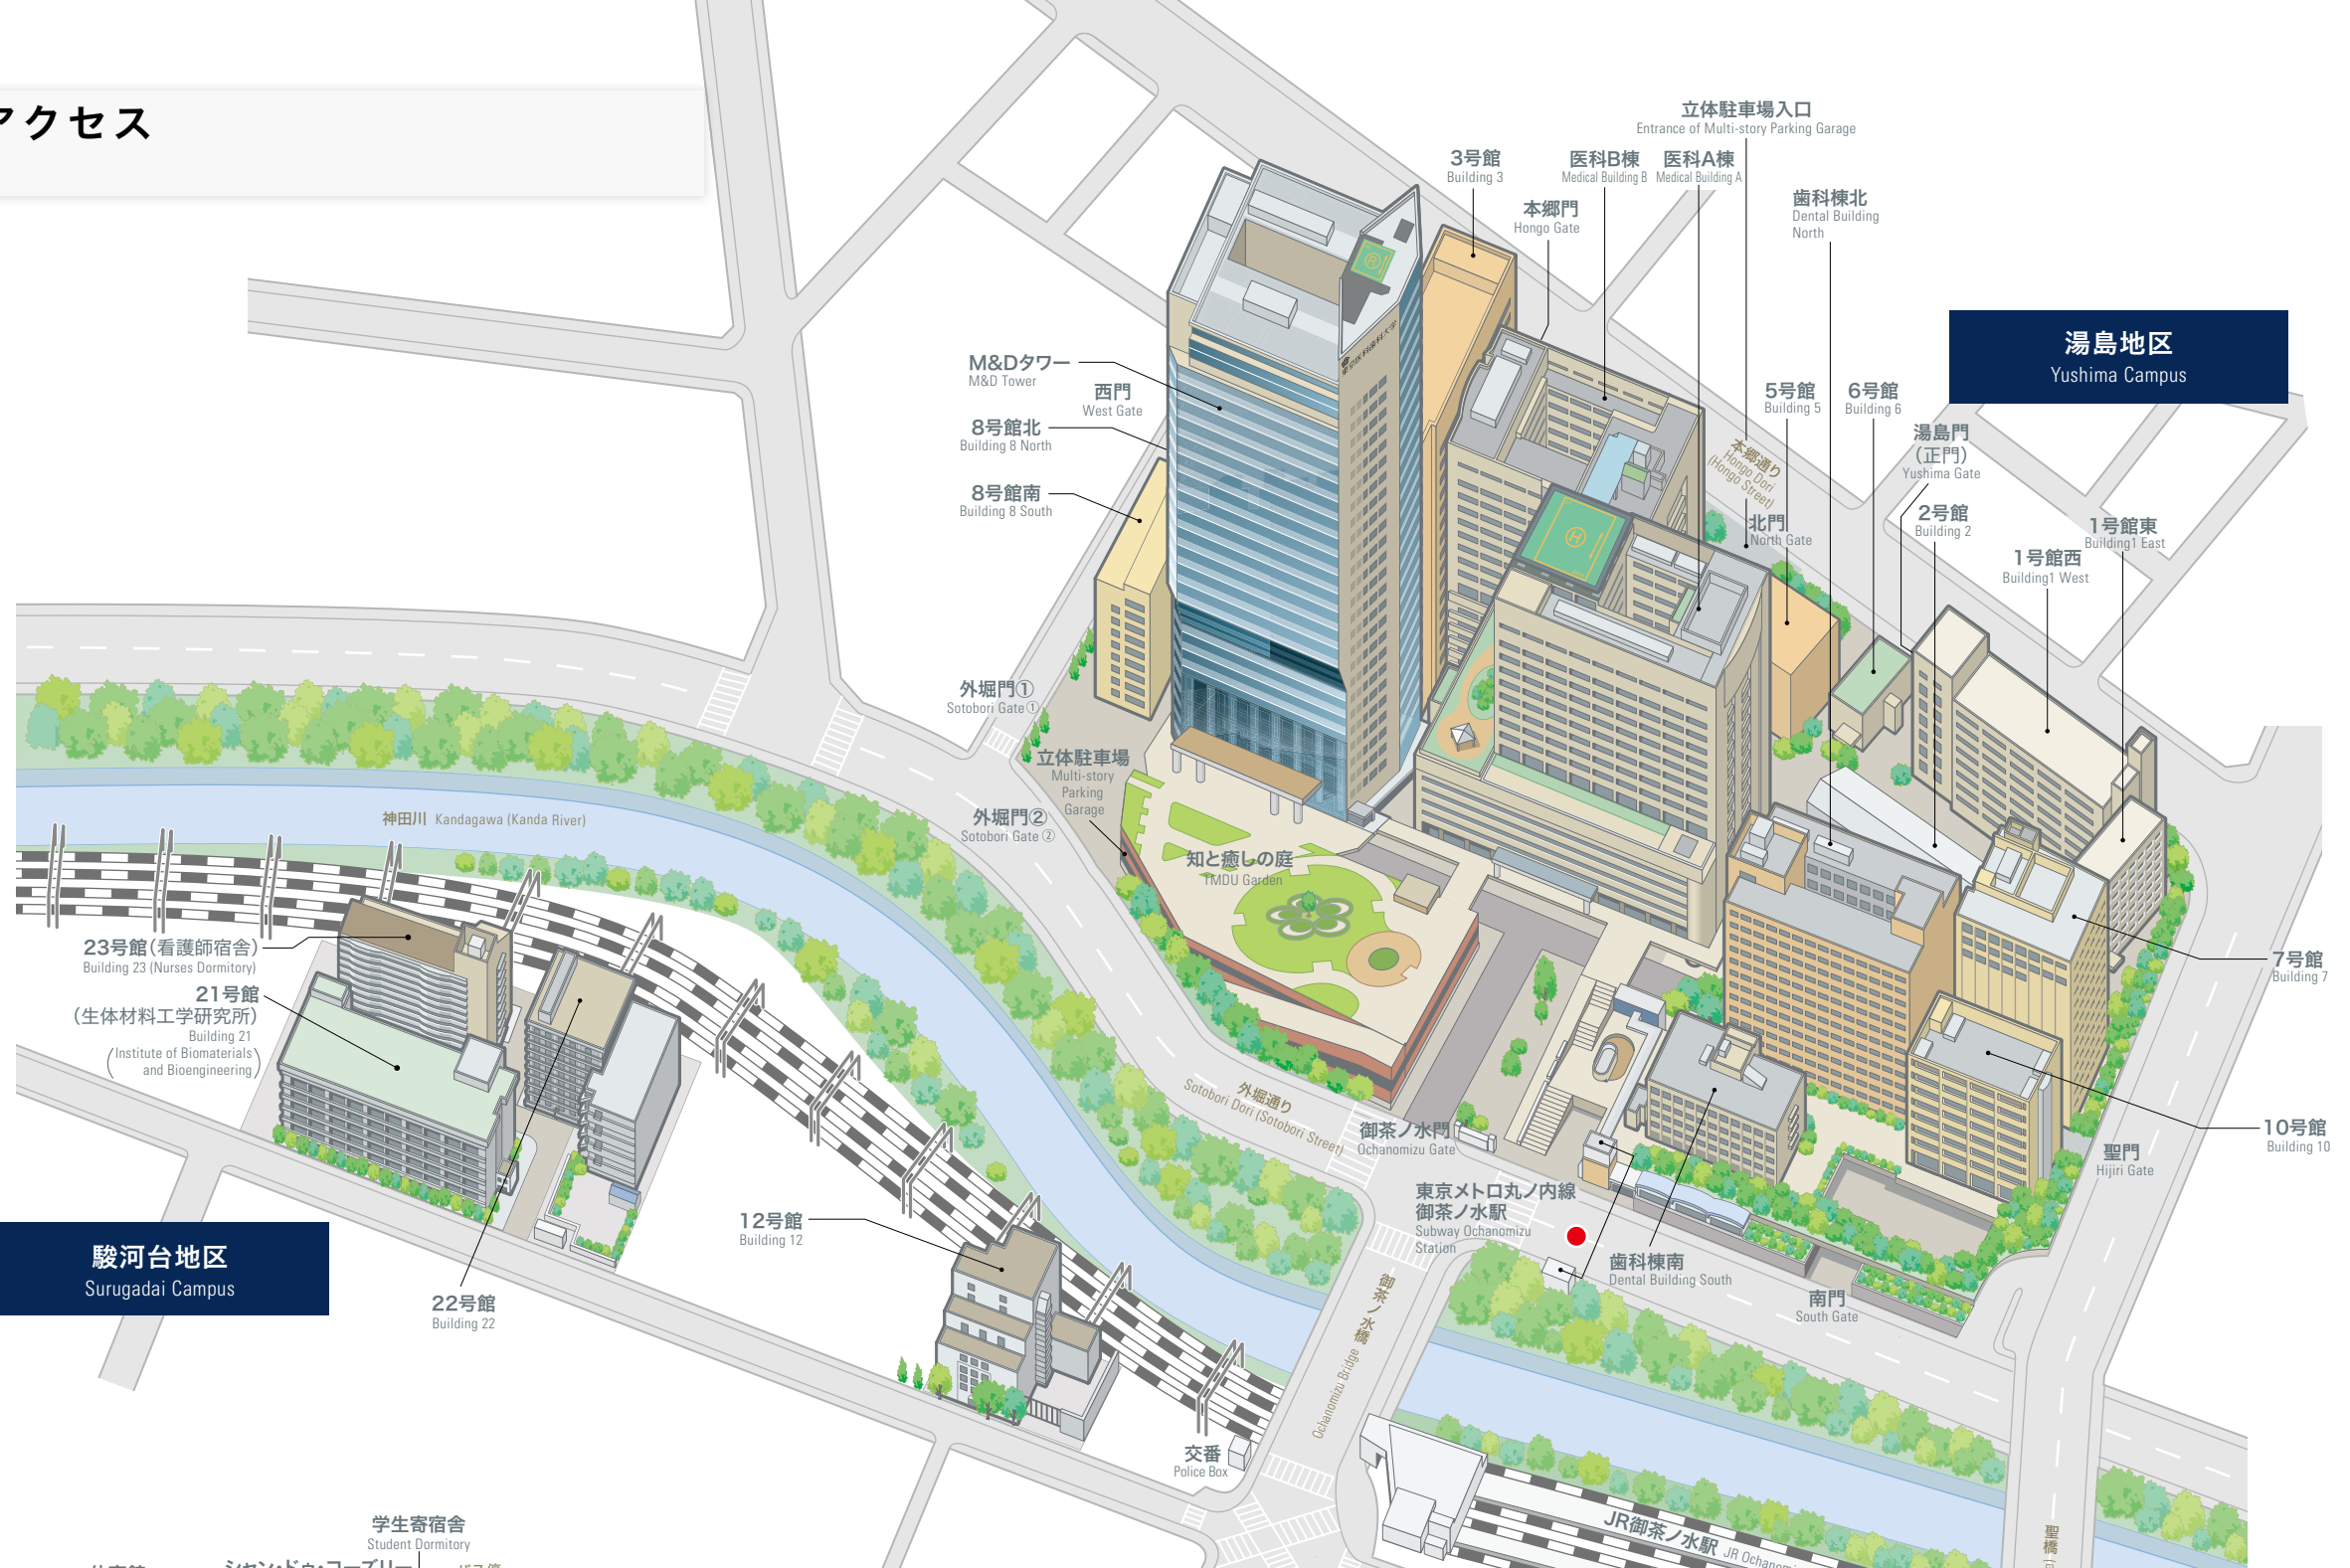 アクセス
立体駐車場入口
Entrance of Multi-story Parking Garage
3号館
Building 3
医科B棟
Medical Building B
医科A棟
Medical Building A
本郷門
Hongo Gate
歯科棟北
Dental Building
North
湯島地区
Yushima Campus
M&Dタワー
M&D Tower
西門
West Gate
8号館北
Building 8 North
8号館南
Building 8 South
5号館
Building 5
6号館
Building 6
湯島門
(正門)
Yushima Gate
本郷通り
Hongo Dori
(Hongo Street)
北門
North Gate
2号館
Building 2
1号館東
Building1 East
1号館西
Building1 West
外堀門①
Sotobori Gate①
立体駐車場
Multi-story
Parking
Garage
外堀門②
Sotobori Gate②
神田川 Kandagawa (Kanda River)
知と癒しの庭
TMDU Garden
23号館(看護師宿舎)
Building 23 (Nurses Dormitory)
21号館
(生体材料工学研究所)
Building 21
(Institute of Biomaterials
and Bioengineering)
7号館
Building 7
外堀通り
Sotobori Dori (Sotobori Street)
御茶ノ水門
Ochanomizu Gate
10号館
Building 10
聖門
Hijiri Gate
東京メトロ丸ノ内線
御茶ノ水駅
Subway Ochanomizu
Station
12号館
Building 12
駿河台地区
Surugadai Campus
22号館
Building 22
歯科棟南
Dental Building South
南門
South Gate
御茶ノ水橋
Ochanomizu Bridge
交番
Police Box
JR御茶ノ水駅
聖橋
学生寄宿舎
Student Dormitory